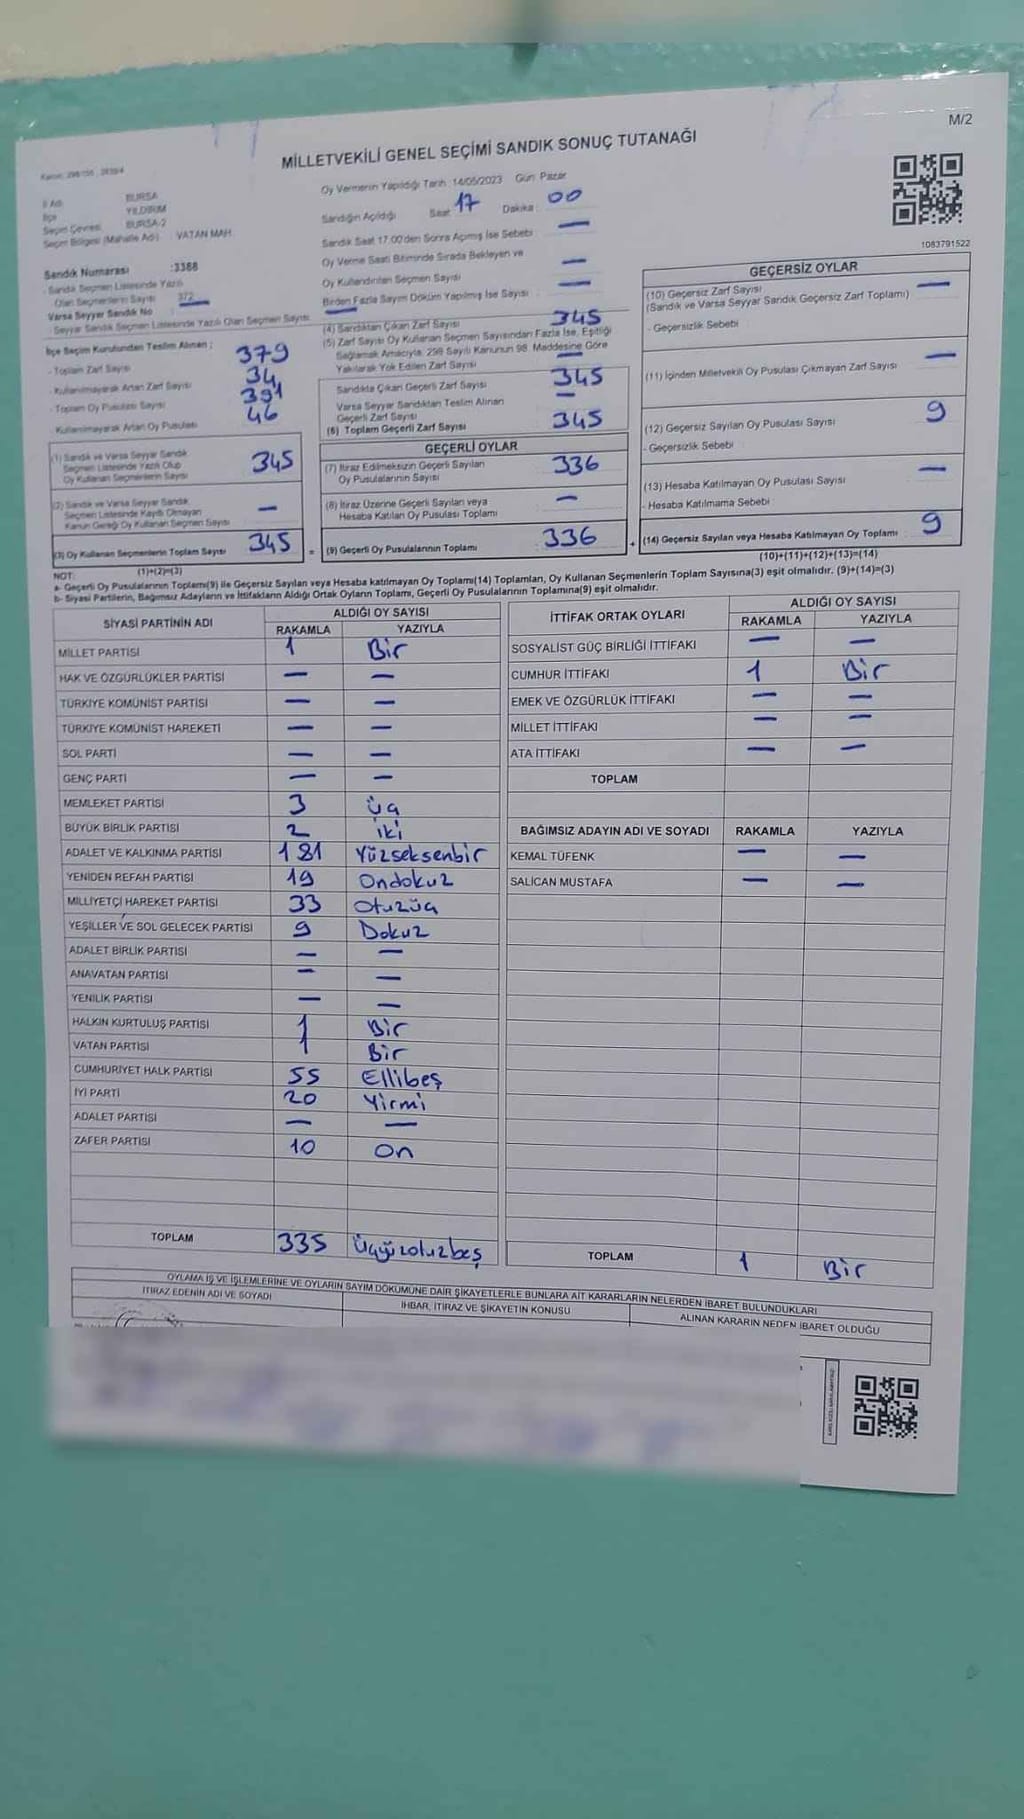 M/2
MİLLETVEKİLİ GENEL SEÇİMİ SANDIK SONUÇ TUTANAĞI
İl Adı BURSA
İlçe YILDIRIM
Seçim Çevresi BURSA-2
Seçim Bölgesi (Mahalle Adı) VATAN MAH.
Sandık Numarası :3388
- Sandık Seçmen Listesinde Yazılı
Olan Seçmenlerin Sayısı 372
Varsa Seyyar Sandık No —
- Seyyar Sandık Seçmen Listesinde Yazılı Olan Seçmen Sayısı
Oy Vermenin Yapıldığı Tarih 14/05/2023 Gün: Pazar
Sandığın Açıldığı Saat 17 Dakika 00
Sandık Saat 17:00'den Sonra Açımış İse Sebebi —
Oy Verme Saati Bitiminde Sırada Bekleyen ve
Oy Kullandırılan Seçmen Sayısı —
Birden Fazla Sayım Döküm Yapılmış İse Sayısı —
1083791522
İlçe Seçim Kurulundan Teslim Alınan :
- Toplam Zarf Sayısı 379
- Kullanılmayarak Artan Zarf Sayısı 34
- Toplam Oy Pusulası Sayısı 391
- Kullanılmayarak Artan Oy Pusulası 46
(4) Sandıktan Çıkan Zarf Sayısı 345
(5) Zarf Sayısı Oy Kullanan Seçmen Sayısından Fazla İse, Eşitliği
Sağlamak Amacıyla, 298 Sayılı Kanunun 98. Maddesine Göre
Yakılarak Yok Edilen Zarf Sayısı —
Sandıkta Çıkan Geçerli Zarf Sayısı 345
Varsa Seyyar Sandıktan Teslim Alınan
Geçerli Zarf Sayısı —
(6) Toplam Geçerli Zarf Sayısı 345
GEÇERSİZ OYLAR
(10) Geçersiz Zarf Sayısı —
(Sandık ve Varsa Seyyar Sandık Geçersiz Zarf Toplamı)
- Geçersizlik Sebebi
(11) İçinden Milletvekili Oy Pusulası Çıkmayan Zarf Sayısı —
(12) Geçersiz Sayılan Oy Pusulası Sayısı 9
- Geçersizlik Sebebi
(13) Hesaba Katılmayan Oy Pusulası Sayısı —
- Hesaba Katılmama Sebebi
(14) Geçersiz Sayılan veya Hesaba Katılmayan Oy Toplamı 9
(10)+(11)+(12)+(13)=(14)
(1) Sandık ve Varsa Seyyar Sandık
Seçmen Listesinde Yazılı Olup
Oy Kullanan Seçmenlerin Sayısı 345
(2) Sandık ve Varsa Seyyar Sandık
Seçmen Listesinde Kayıtlı Olmayan
Kanun Gereği Oy Kullanan Seçmen Sayısı —
(3) Oy Kullanan Seçmenlerin Toplam Sayısı 345 =
(1)+(2)=(3)
GEÇERLİ OYLAR
(7) İtiraz Edilmeksizin Geçerli Sayılan
Oy Pusulalarının Sayısı 336
(8) İtiraz Üzerine Geçerli Sayılan veya
Hesaba Katılan Oy Pusulası Toplamı —
(9) Geçerli Oy Pusulalarının Toplamı 336 +
NOT:
a- Geçerli Oy Pusulalarının Toplamı(9) ile Geçersiz Sayılan veya Hesaba katılmayan Oy Toplamı(14) Toplamları, Oy Kullanan Seçmenlerin Toplam Sayısına(3) eşit olmalıdır. (9)+(14)=(3)
b- Siyasi Partilerin, Bağımsız Adayların ve İttifakların Aldığı Ortak Oyların Toplamı, Geçerli Oy Pusulalarının Toplamına(9) eşit olmalıdır.
SİYASİ PARTİNİN ADI ALDIĞI OY SAYISI
RAKAMLA YAZIYLA
MİLLET PARTİSİ 1 Bir
HAK VE ÖZGÜRLÜKLER PARTİSİ — —
TÜRKİYE KOMÜNİST PARTİSİ — —
TÜRKİYE KOMÜNİST HAREKETİ — —
SOL PARTİ — —
GENÇ PARTİ — —
MEMLEKET PARTİSİ 3 üç
BÜYÜK BİRLİK PARTİSİ 2 iki
ADALET VE KALKINMA PARTİSİ 181 Yüzseksenbir
YENİDEN REFAH PARTİSİ 19 Ondokuz
MİLLİYETÇİ HAREKET PARTİSİ 33 Otuzüç
YEŞİLLER VE SOL GELECEK PARTİSİ 9 Dokuz
ADALET BİRLİK PARTİSİ — —
ANAVATAN PARTİSİ — —
YENİLİK PARTİSİ — —
HALKIN KURTULUŞ PARTİSİ 1 Bir
VATAN PARTİSİ 1 Bir
CUMHURİYET HALK PARTİSİ 55 Ellibeş
İYİ PARTİ 20 Yirmi
ADALET PARTİSİ — —
ZAFER PARTİSİ 10 On
TOPLAM 335 Üçyüzotuzbeş
İTTİFAK ORTAK OYLARI ALDIĞI OY SAYISI
RAKAMLA YAZIYLA
SOSYALİST GÜÇ BİRLİĞİ İTTİFAKI — —
CUMHUR İTTİFAKI 1 Bir
EMEK VE ÖZGÜRLÜK İTTİFAKI — —
MİLLET İTTİFAKI — —
ATA İTTİFAKI — —
TOPLAM
BAĞIMSIZ ADAYIN ADI VE SOYADI RAKAMLA YAZIYLA
KEMAL TÜFENK — —
SALİCAN MUSTAFA — —
TOPLAM 1 Bir
OYLAMA İŞ VE İŞLEMLERİNE VE OYLARIN SAYIM DÖKÜMÜNE DAİR ŞİKAYETLERLE BUNLARA AİT KARARLARIN NELERDEN İBARET BULUNDUKLARI
İTİRAZ EDENİN ADI VE SOYADI İHBAR, İTİRAZ VE ŞİKAYETİN KONUSU ALINAN KARARIN NEDEN İBARET OLDUĞU